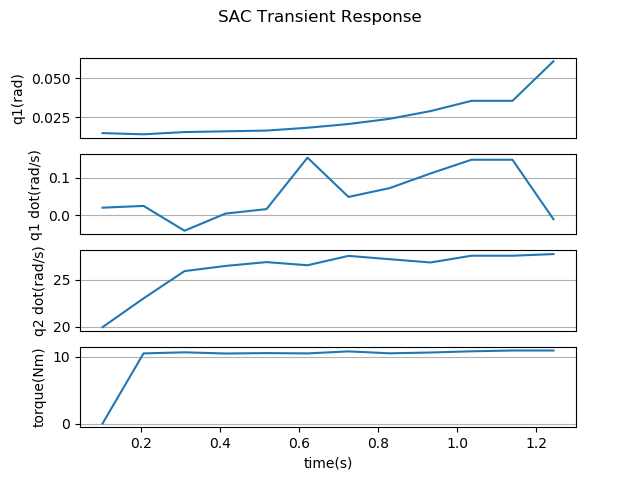 SAC Transient Response
q1(rad)
0.050
0.025
q1 dot(rad/s)
0.1
0.0
q2 dot(rad/s)
25
20
torque(Nm)
10
0
0.2 0.4 0.6 0.8 1.0 1.2
time(s)